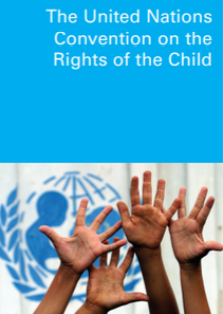 The United Nations
Convention on the
Rights of the Child